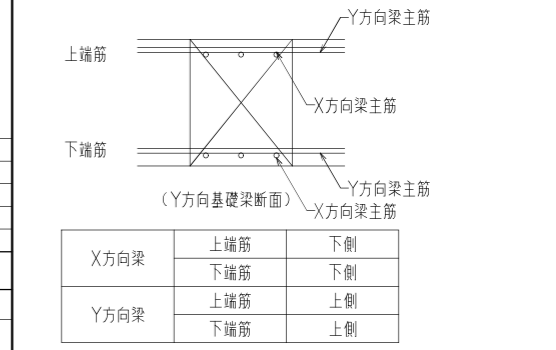 Y方向梁主筋
上端筋
X方向梁主筋
下端筋
Y方向梁主筋
(Y方向基礎梁断面)
X方向梁主筋
X方向梁 上端筋 下側
下端筋 下側
Y方向梁 上端筋 上側
下端筋 上側